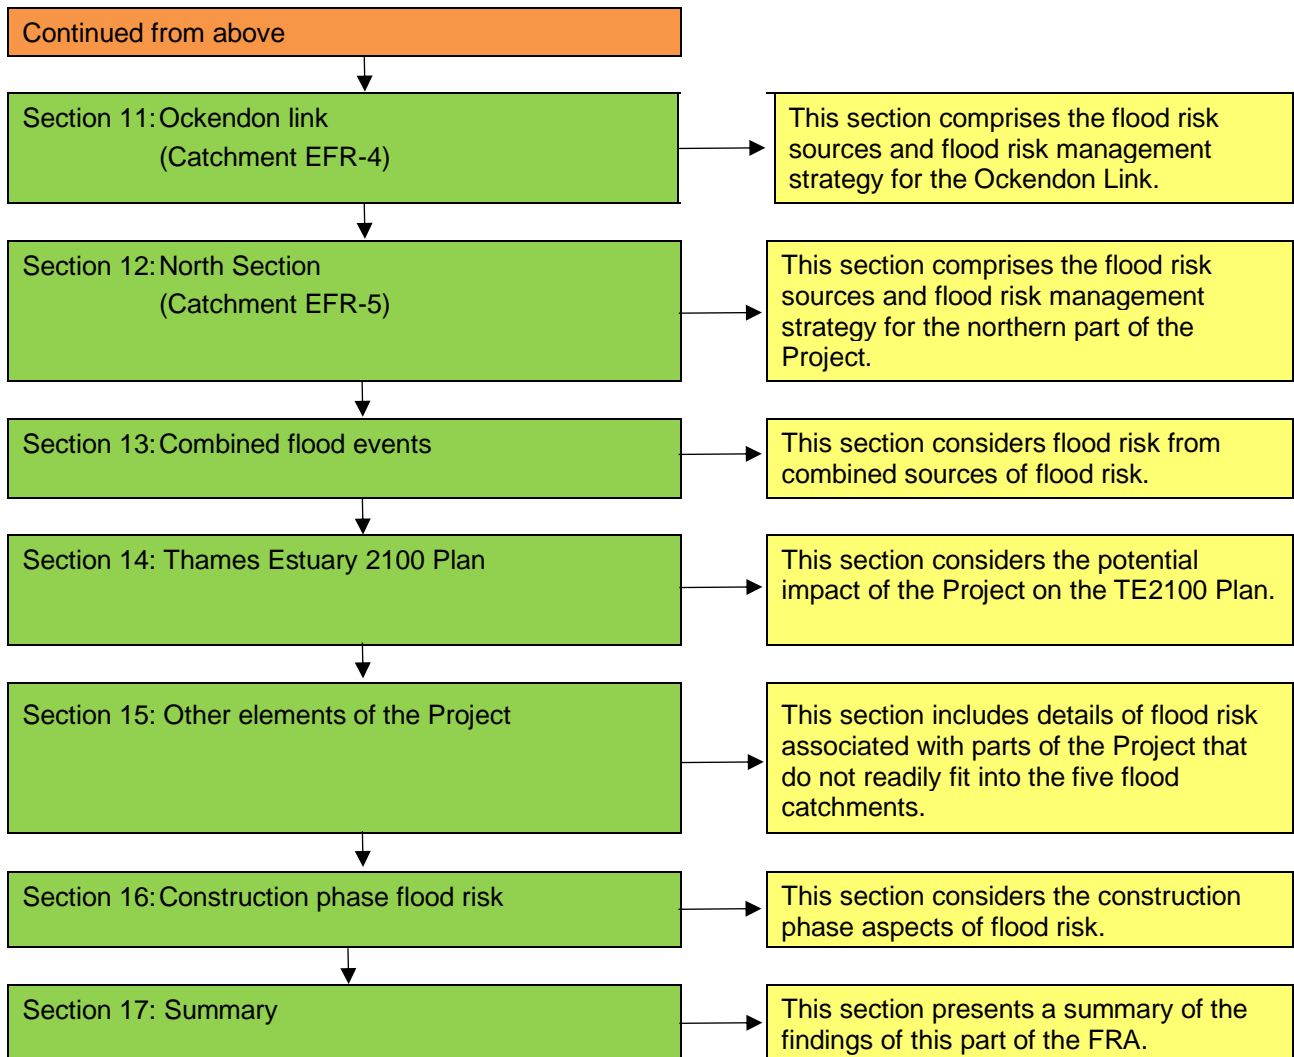 Continued from above
Section 11: Ockendon link
(Catchment EFR-4)
This section comprises the flood risk
sources and flood risk management
strategy for the Ockendon Link.
Section 12: North Section
(Catchment EFR-5)
This section comprises the flood risk
sources and flood risk management
strategy for the northern part of the
Project.
Section 13: Combined flood events
This section considers flood risk from
combined sources of flood risk.
Section 14: Thames Estuary 2100 Plan
This section considers the potential
impact of the Project on the TE2100 Plan.
Section 15: Other elements of the Project
This section includes details of flood risk
associated with parts of the Project that
do not readily fit into the five flood
catchments.
Section 16: Construction phase flood risk
This section considers the construction
phase aspects of flood risk.
Section 17: Summary
This section presents a summary of the
findings of this part of the FRA.